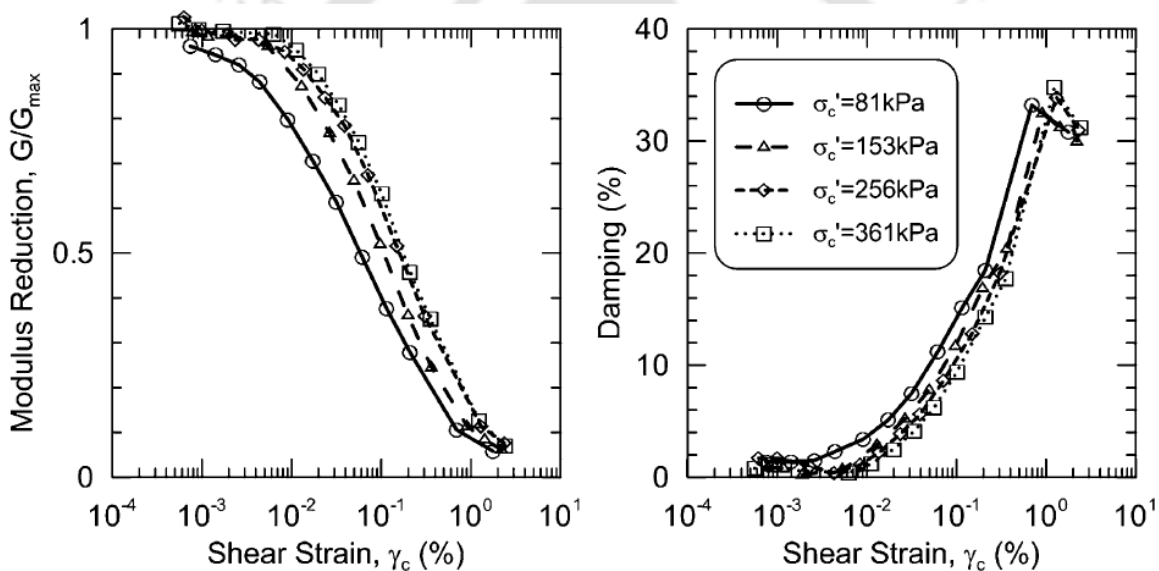 Modulus Reduction, G/Gmax
1
0.5
0
10-4 10-3 10-2 10-1 100 101
Shear Strain, γc (%)
Damping (%)
40
30
20
10
0
σc'=81kPa
σc'=153kPa
σc'=256kPa
σc'=361kPa
10-4 10-3 10-2 10-1 100 101
Shear Strain, γc (%)